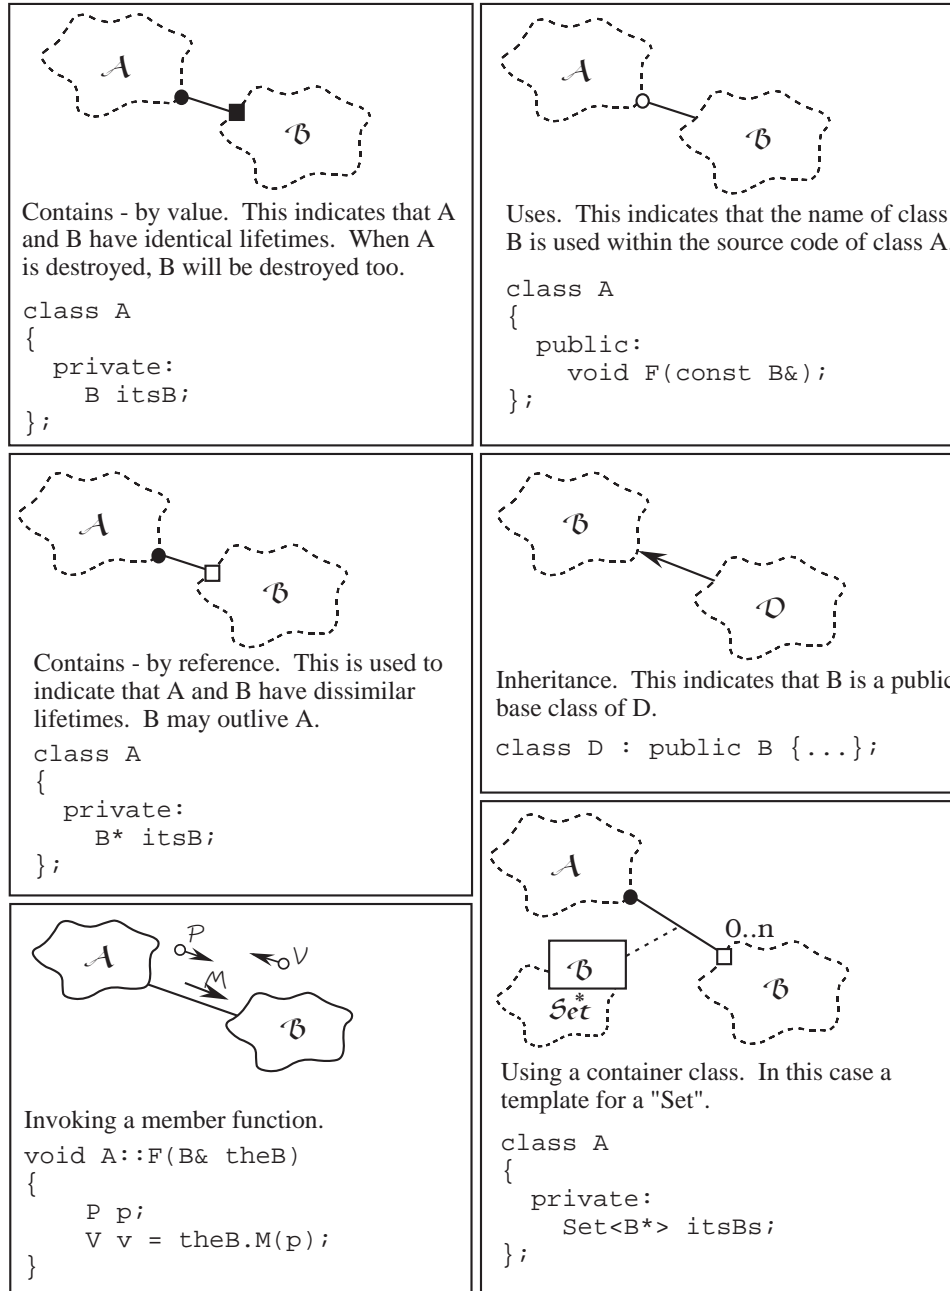 A
B
Contains - by value.  This indicates that A
and B have identical lifetimes.  When A
is destroyed, B will be destroyed too.
class A
{
  private:
    B itsB;
};
A
B
Uses.  This indicates that the name of class
B is used within the source code of class A.
class A
{
  public:
    void F(const B&);
};
A
B
Contains - by reference.  This is used to
indicate that A and B have dissimilar
lifetimes.  B may outlive A.
class A
{
  private:
    B* itsB;
};
B
D
Inheritance.  This indicates that B is a public
base class of D.
class D : public B {...};
A
P
V
M
B
Invoking a member function.
void A::F(B& theB)
{
    P p;
    V v = theB.M(p);
}
A
0..n
B
B
*
Set
Using a container class.  In this case a
template for a "Set".
class A
{
  private:
    Set<B*> itsBs;
};